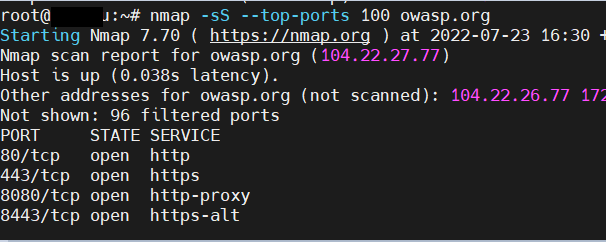 root@u:~# nmap -sS --top-ports 100 owasp.org
Starting Nmap 7.70 ( https://nmap.org ) at 2022-07-23 16:30 +
Nmap scan report for owasp.org (104.22.27.77)
Host is up (0.038s latency).
Other addresses for owasp.org (not scanned): 104.22.26.77 172
Not shown: 96 filtered ports
PORT     STATE SERVICE
80/tcp   open  http
443/tcp  open  https
8080/tcp open  http-proxy
8443/tcp open  https-alt